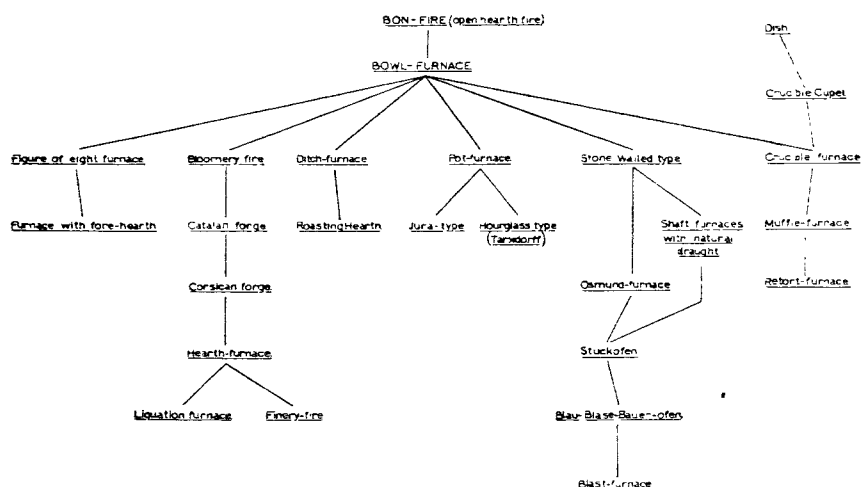 BON-FIRE (open hearth fire)
Dish
BOWL-FURNACE
Crucible Cupel
Figure of eight furnace
Bloomery fire
Ditch-furnace
Pot-furnace
Stone Walled type
Crucible furnace
Furnace with fore-hearth
Catalan forge
Roasting Hearth
Jura-type
Hourglass type
(Tarxdorff)
Shaft furnaces
with natural
draught
Muffle-furnace
Corsican forge
Osmund-furnace
Retort-furnace
Hearth-furnace
Stuckofen
Liquation furnace
Finery-fire
Blau-Blase-Bauern-ofen
Blast-furnace